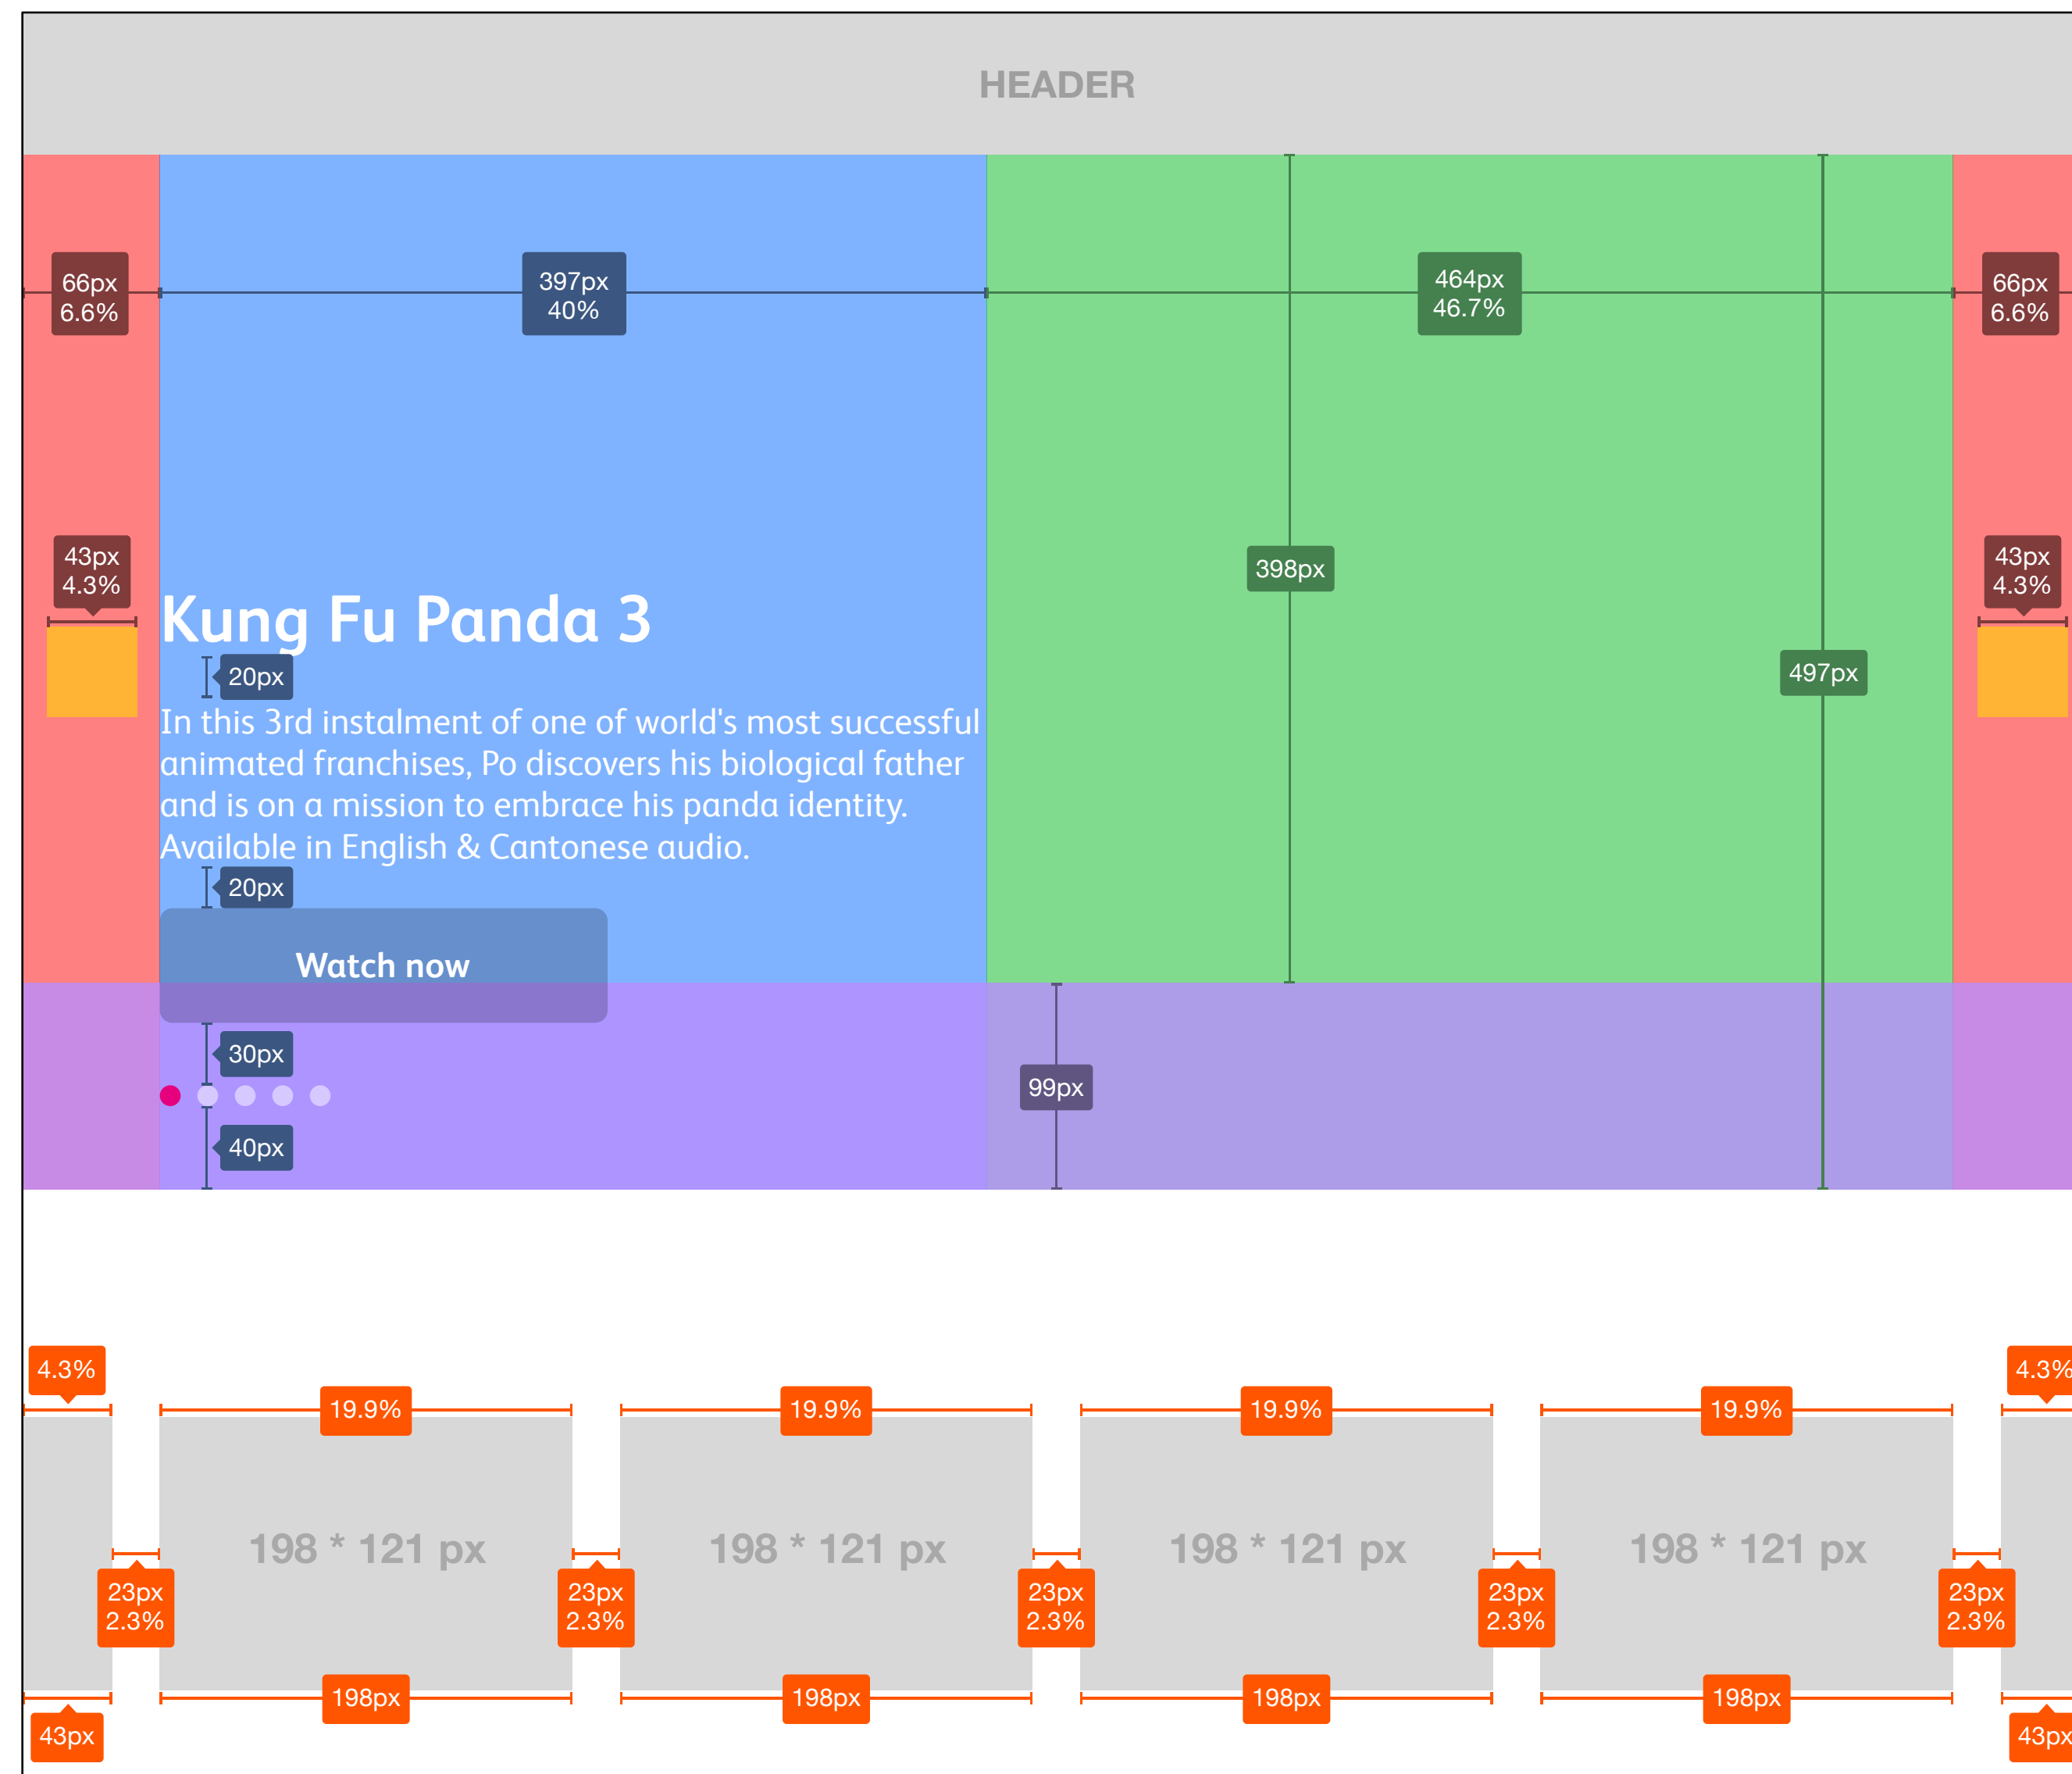 HEADER
66px
6.6%
397px
40%
464px
46.7%
66px
6.6%
43px
4.3%
398px
43px
4.3%
Kung Fu Panda 3
20px
497px
In this 3rd instalment of one of world's most successful
animated franchises, Po discovers his biological father
and is on a mission to embrace his panda identity.
Available in English & Cantonese audio.
20px
Watch now
30px
99px
40px
4.3%
19.9%
19.9%
19.9%
19.9%
4.3%
198 * 121 px
198 * 121 px
198 * 121 px
198 * 121 px
23px
2.3%
23px
2.3%
23px
2.3%
23px
2.3%
23px
2.3%
198px
198px
198px
198px
43px
43px